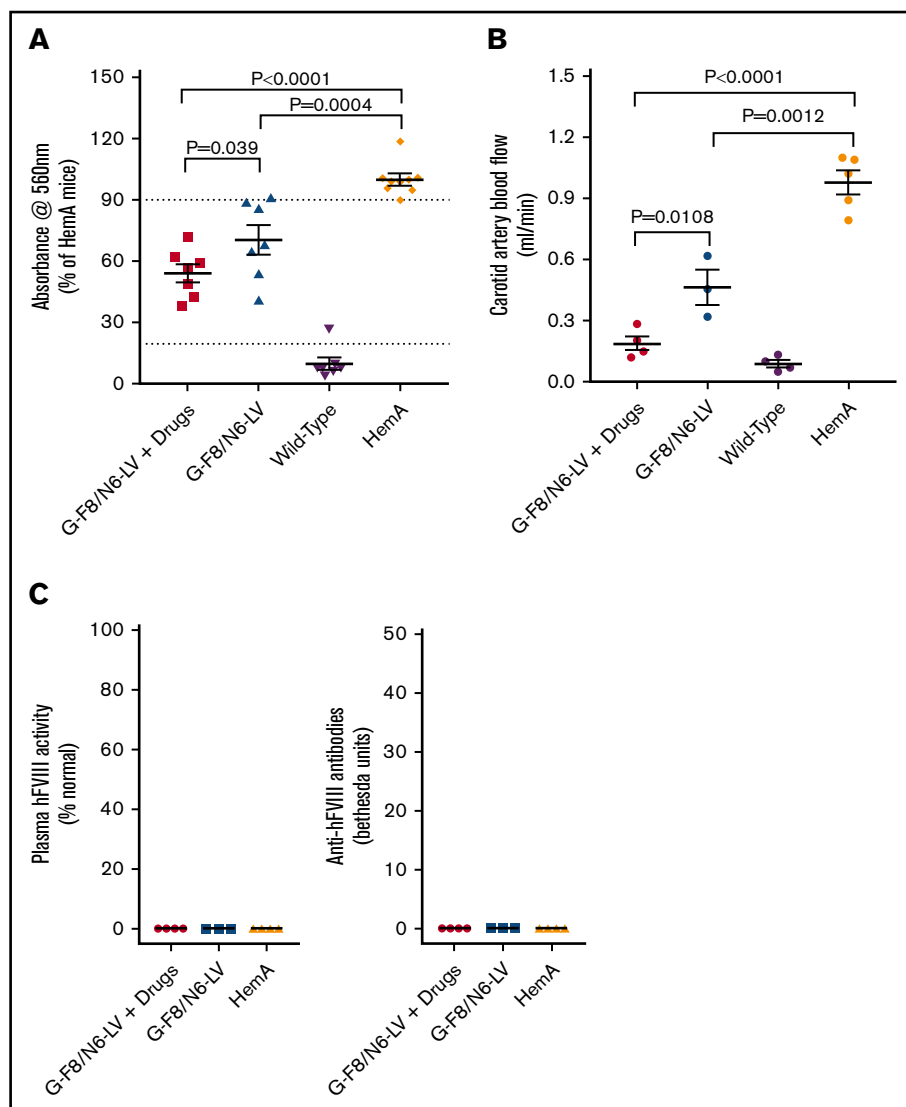 A
Absorbance @ 560nm
(% of HemA mice)
150
120
90
60
30
0
P<0.0001
P=0.0004
P=0.039
G-F8/N6-LV + Drugs
G-F8/N6-LV
Wild-Type
HemA
B
Carotid artery blood flow
(ml/min)
1.5
1.2
0.9
0.6
0.3
0.0
P<0.0001
P=0.0012
P=0.0108
G-F8/N6-LV + Drugs
G-F8/N6-LV
Wild-Type
HemA
C
Plasma hFVIII activity
(% normal)
100
80
60
40
20
0
G-F8/N6-LV + Drugs
G-F8/N6-LV
HemA
Anti-hFVIII antibodies
(bethesda units)
50
40
30
20
10
0
G-F8/N6-LV + Drugs
G-F8/N6-LV
HemA